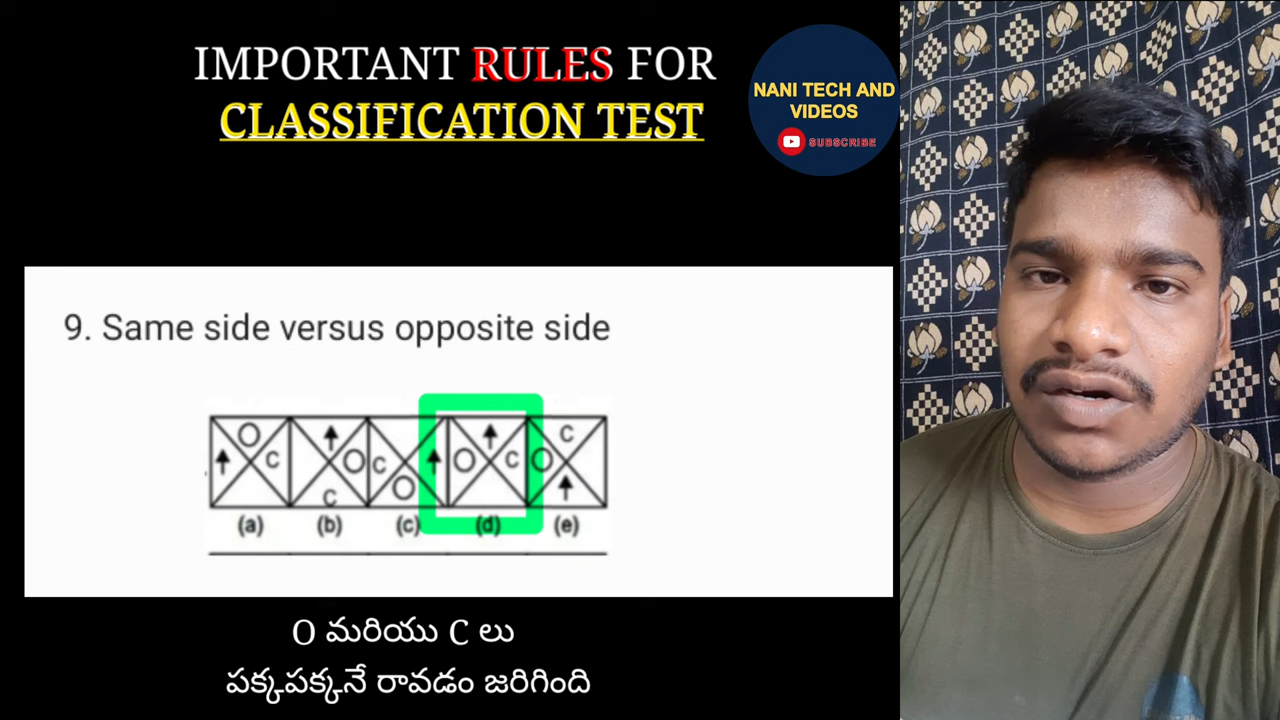 IMPORTANT RULES FOR
CLASSIFICATION TEST
NANI TECH AND
VIDEOS
SUBSCRIBE
9. Same side versus opposite side
O C
O C
C O
O C
O C
(a) (b) (c) (d) (e)
O మరియు C లు
పక్కపక్కనే రావడం జరిగింది